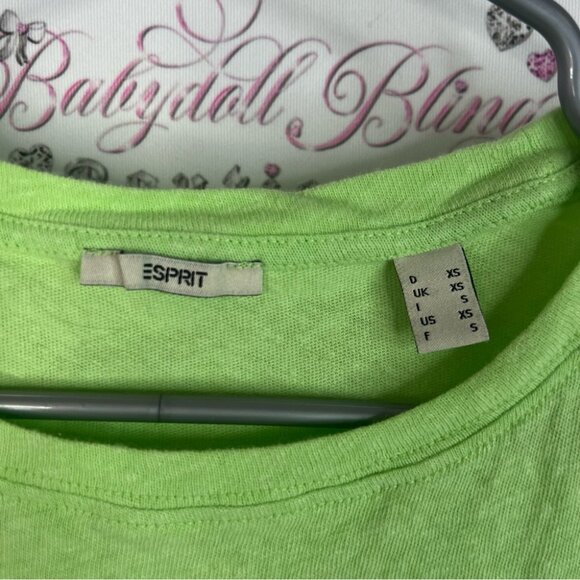 Babydoll Bling
ESPRIT
D XS
UK XS
I S
US XS
F S